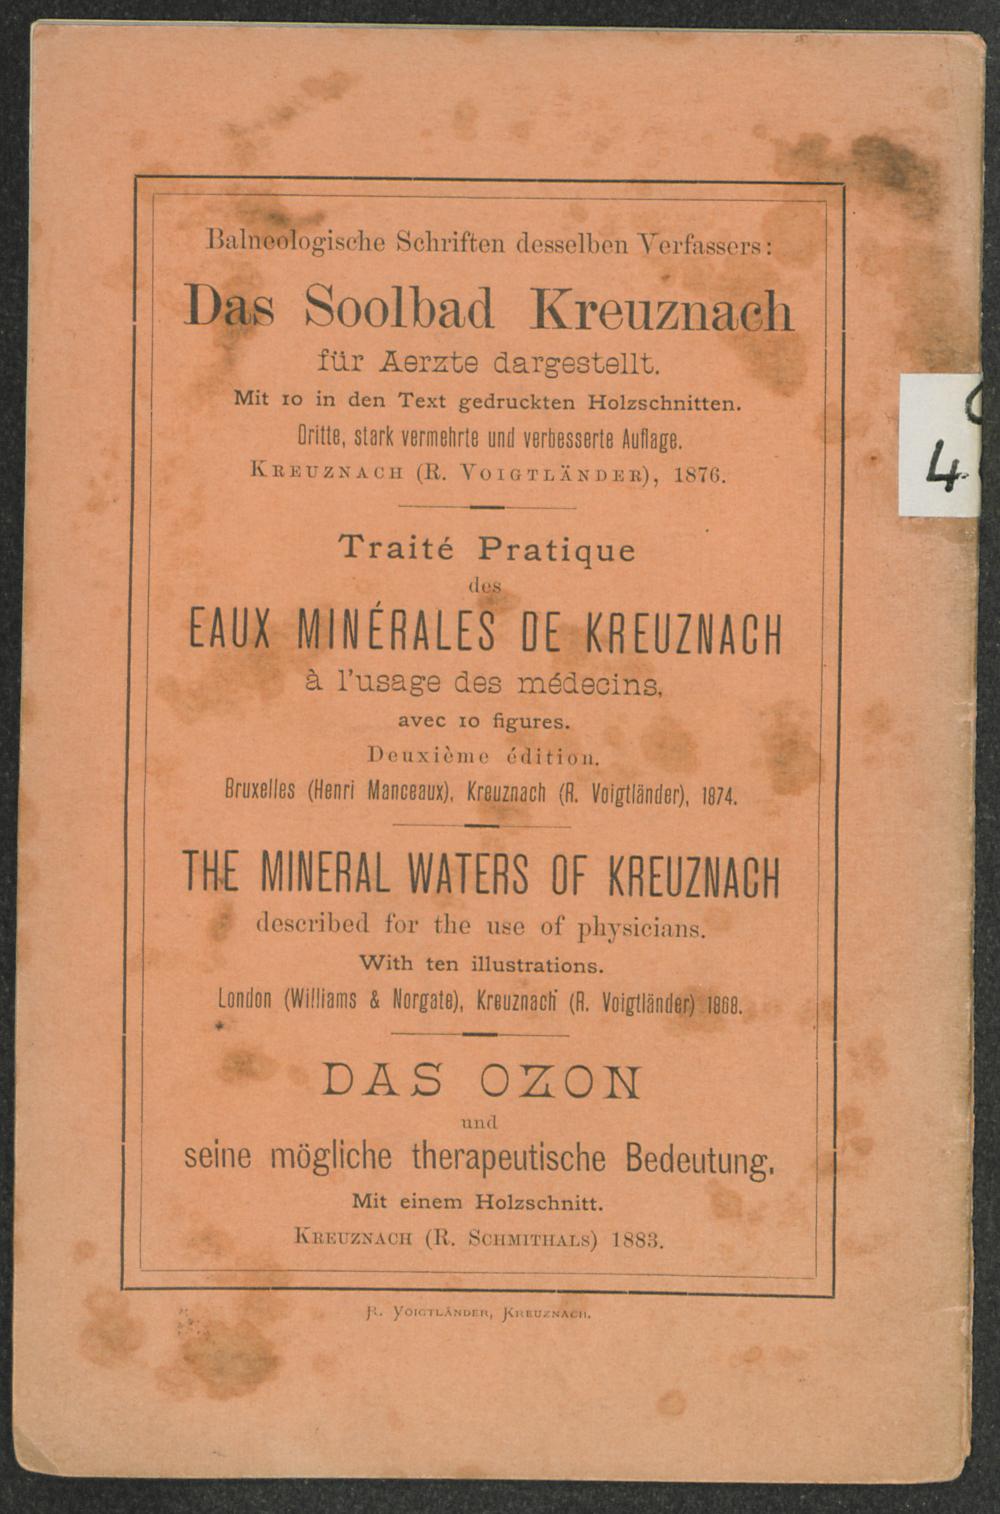 Balneologische Schriften desselben Verfassers:
Das Soolbad Kreuznach
für Aerzte dargestellt.
Mit 10 in den Text gedruckten Holzschnitten.
Dritte, stark vermehrte und verbesserte Auflage.
KREUZNACH (R. VOIGTLÄNDER), 1876.
Traité Pratique
des
EAUX MINÉRALES DE KREUZNACH
à l'usage des médecins,
avec 10 figures.
Deuxième édition.
Bruxelles (Henri Manceaux), Kreuznach (R. Voigtländer), 1874.
THE MINERAL WATERS OF KREUZNACH
described for the use of physicians.
With ten illustrations.
London (Williams & Norgate), Kreuznach (R. Voigtländer) 1868.
DAS OZON
und
seine mögliche therapeutische Bedeutung.
Mit einem Holzschnitt.
KREUZNACH (R. SCHMITHALS) 1883.
R. VOIGTLÄNDER, KREUZNACH.
4